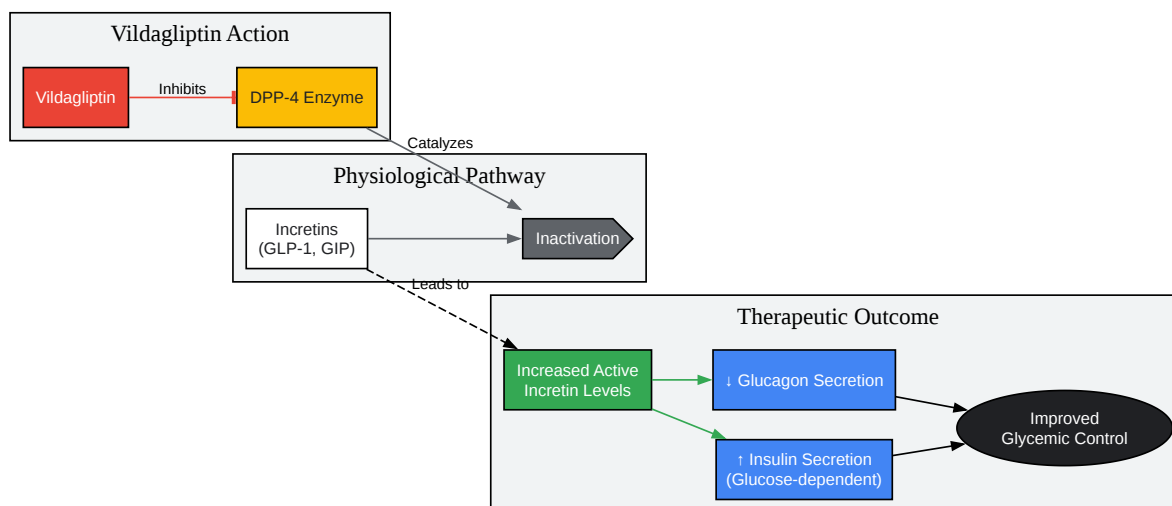 Vildagliptin Action
Vildagliptin
Inhibits
DPP-4 Enzyme
Catalyzes
Physiological Pathway
Incretins
(GLP-1, GIP)
Inactivation
Leads to
Therapeutic Outcome
Increased Active
Incretin Levels
↓ Glucagon Secretion
↑ Insulin Secretion
(Glucose-dependent)
Improved
Glycemic Control